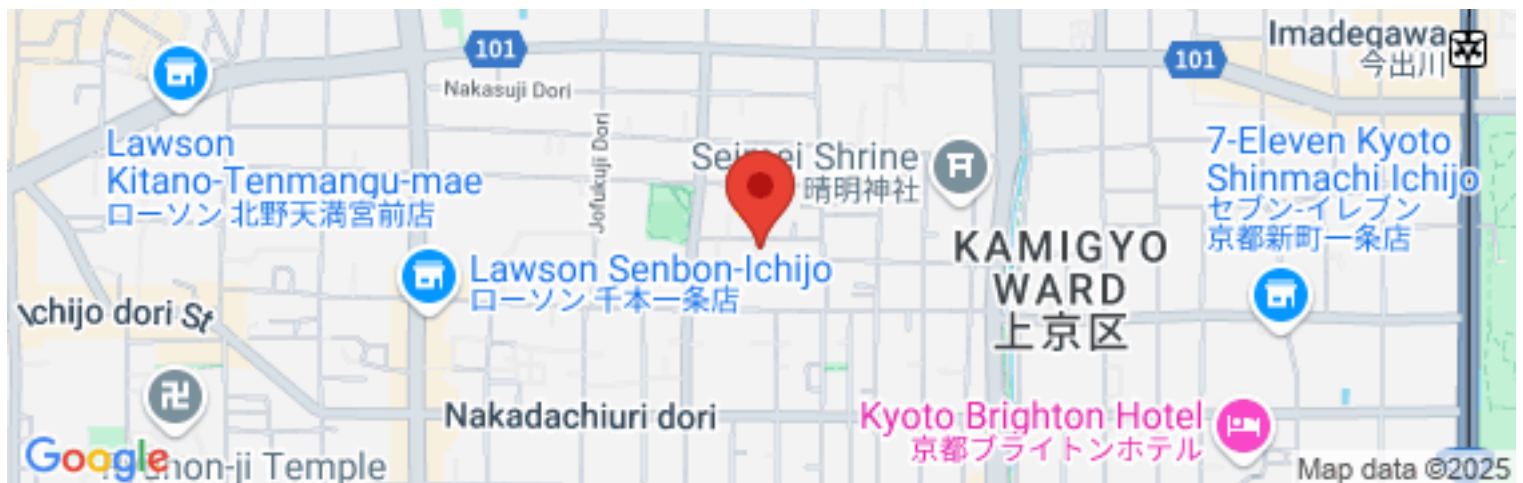 Imadegawa
今出川
101
101
Nakasuji Dori
Jofukuji Dori
Lawson
Kitano-Tenmangu-mae
ローソン 北野天満宮前店
Seimei Shrine
晴明神社
7-Eleven Kyoto
Shinmachi Ichijo
セブン-イレブン
京都新町一条店
KAMIGYO
WARD
上京区
Lawson Senbon-Ichijo
ローソン 千本一条店
Ichijo dori St
Nakadachiuri dori
Kyoto Brighton Hotel
京都ブライトンホテル
Google
hon-ji Temple
Map data ©2025